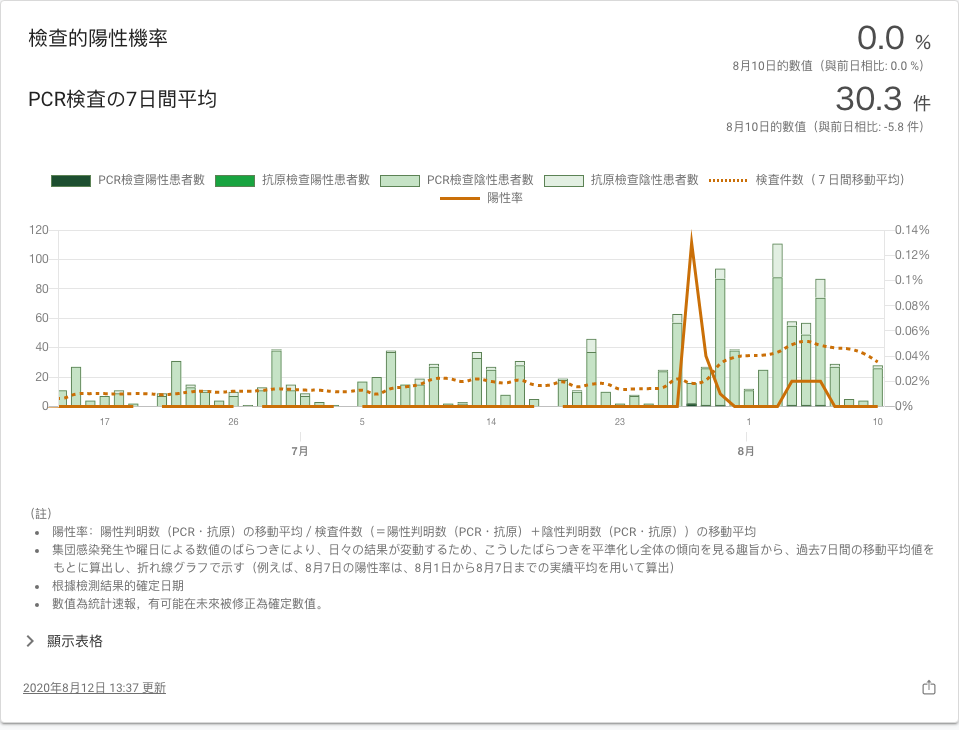 檢查的陽性機率
0.0 %
8月10日的數值（與前日相比: 0.0 %）
PCR検査の7日間平均
30.3 件
8月10日的數值（與前日相比: -5.8 件）
PCR檢查陽性患者數 抗原檢查陽性患者數 PCR檢查陰性患者數 抗原檢查陰性患者數 検査件数（７日間移動平均）
陽性率
120 0.14%
0.12%
100 0.1%
80 0.08%
60 0.06%
40 0.04%
20 0.02%
0 0%
17 26 5 14 23 1 10
7月 8月
（註）
• 陽性率：陽性判明数（PCR・抗原）の移動平均 / 検査件数（＝陽性判明数（PCR・抗原）＋陰性判明数（PCR・抗原））の移動平均
• 集団感染発生や曜日による数値のばらつきにより、日々の結果が変動するため、こうしたばらつきを平準化し全体の傾向を見る趣旨から、過去7日間の移動平均値を
もとに算出し、折れ線グラフで示す（例えば、8月7日の陽性率は、8月1日から8月7日までの実績平均を用いて算出）
• 根據檢測結果的確定日期
• 數值為統計速報，有可能在未來被修正為確定數值。
顯示表格
2020年8月12日 13:37 更新